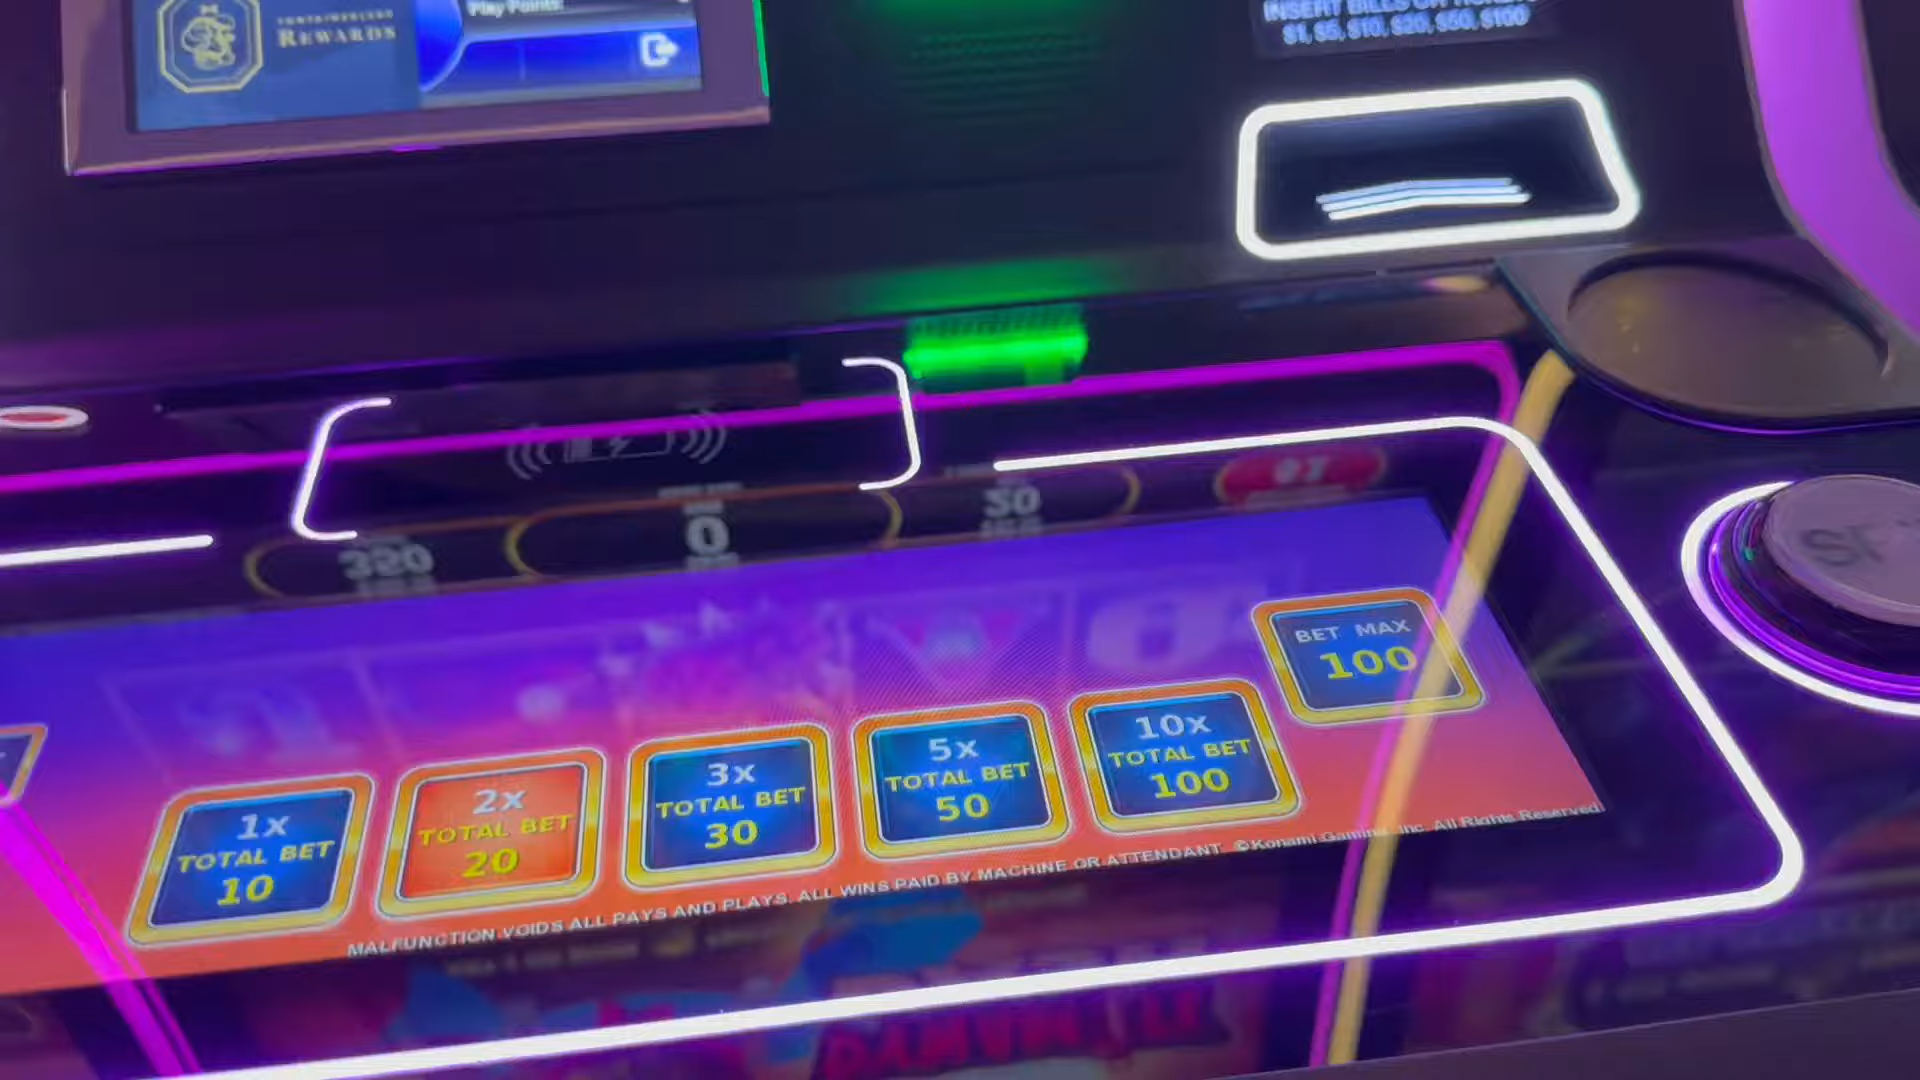 Play Points:
FONTAINEBLEAU
REWARDS
INSERT BILLS OR TICKETS
$1, $5, $10, $20, $50, $100
0
BET MAX
100
1x
TOTAL BET
10
2x
TOTAL BET
20
3x
TOTAL BET
30
5x
TOTAL BET
50
10x
TOTAL BET
100
MALFUNCTION VOIDS ALL PAYS AND PLAYS. ALL WINS PAID BY MACHINE OR ATTENDANT ©Konami Gaming, Inc. All Rights Reserved